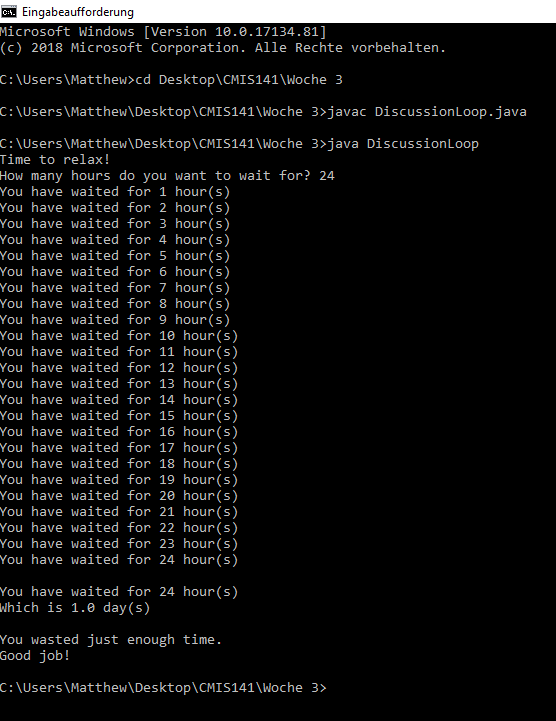 Eingabeaufforderung
Microsoft Windows [Version 10.0.17134.81]
(c) 2018 Microsoft Corporation. Alle Rechte vorbehalten.
C:\Users\Matthew>cd Desktop\CMIS141\Woche 3
C:\Users\Matthew\Desktop\CMIS141\Woche 3>javac DiscussionLoop.java
C:\Users\Matthew\Desktop\CMIS141\Woche 3>java DiscussionLoop
Time to relax!
How many hours do you want to wait for? 24
You have waited for 1 hour(s)
You have waited for 2 hour(s)
You have waited for 3 hour(s)
You have waited for 4 hour(s)
You have waited for 5 hour(s)
You have waited for 6 hour(s)
You have waited for 7 hour(s)
You have waited for 8 hour(s)
You have waited for 9 hour(s)
You have waited for 10 hour(s)
You have waited for 11 hour(s)
You have waited for 12 hour(s)
You have waited for 13 hour(s)
You have waited for 14 hour(s)
You have waited for 15 hour(s)
You have waited for 16 hour(s)
You have waited for 17 hour(s)
You have waited for 18 hour(s)
You have waited for 19 hour(s)
You have waited for 20 hour(s)
You have waited for 21 hour(s)
You have waited for 22 hour(s)
You have waited for 23 hour(s)
You have waited for 24 hour(s)
You have waited for 24 hour(s)
Which is 1.0 day(s)
You wasted just enough time.
Good job!
C:\Users\Matthew\Desktop\CMIS141\Woche 3>